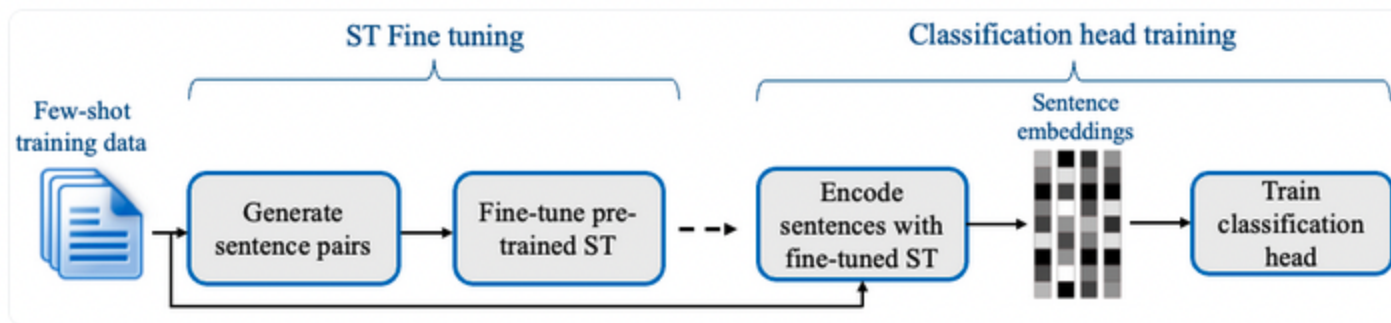 ST Fine tuning
Classification head training
Few-shot
training data
Generate
sentence pairs
Fine-tune pre-
trained ST
Encode
sentences with
fine-tuned ST
Sentence
embeddings
Train
classification
head